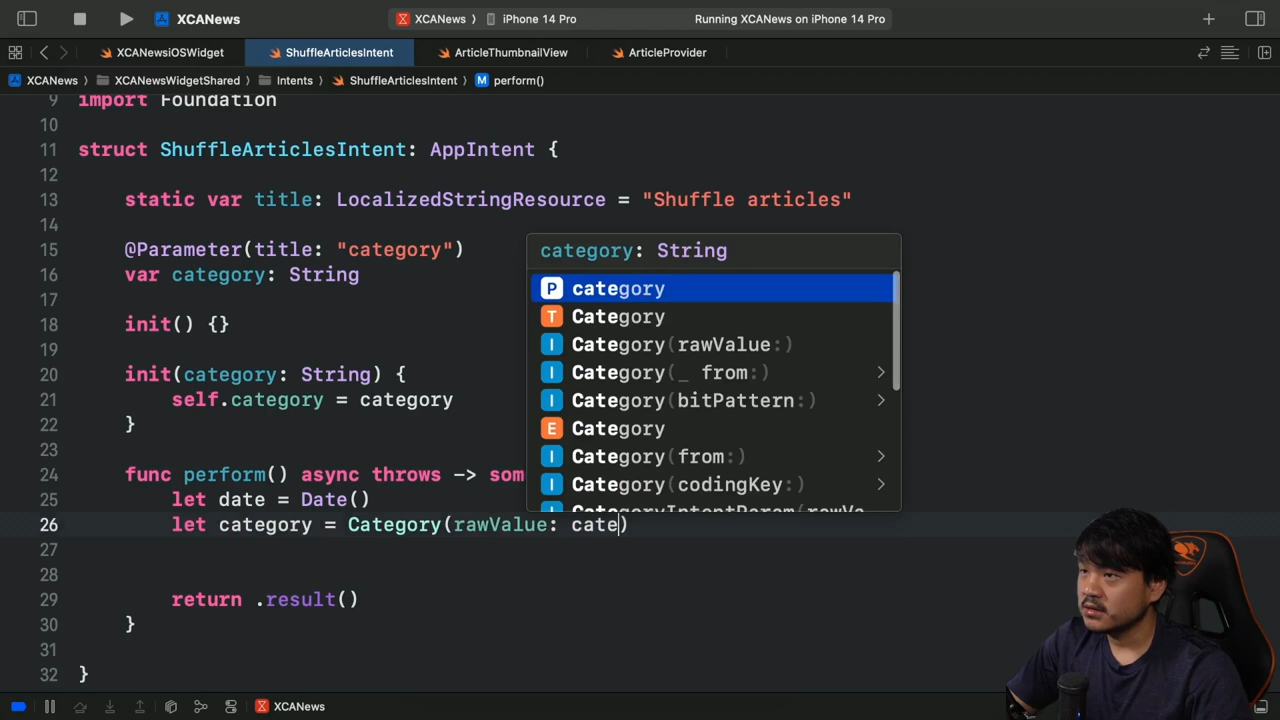 XCANews
XCANews 〉 iPhone 14 Pro
Running XCANews on iPhone 14 Pro
XCANewsiOSWidget
ShuffleArticlesIntent
ArticleThumbnailView
ArticleProvider
XCANews 〉 XCANewsWidgetShared 〉 Intents 〉 ShuffleArticlesIntent 〉 M perform()
9 import Foundation
10
11 struct ShuffleArticlesIntent: AppIntent {
12
13 static var title: LocalizedStringResource = "Shuffle articles"
14
15 @Parameter(title: "category")
16 var category: String
17
18 init() {}
19
20 init(category: String) {
21 self.category = category
22 }
23
24 func perform() async throws -> som
25 let date = Date()
26 let category = Category(rawValue: cate)
27
28
29 return .result()
30 }
31
32 }
category: String
P category
T Category
I Category(rawValue:)
I Category(_ from:)
I Category(bitPattern:)
E Category
I Category(from:)
I Category(codingKey:)
CategoryIntentParam(rawVa
XCANews